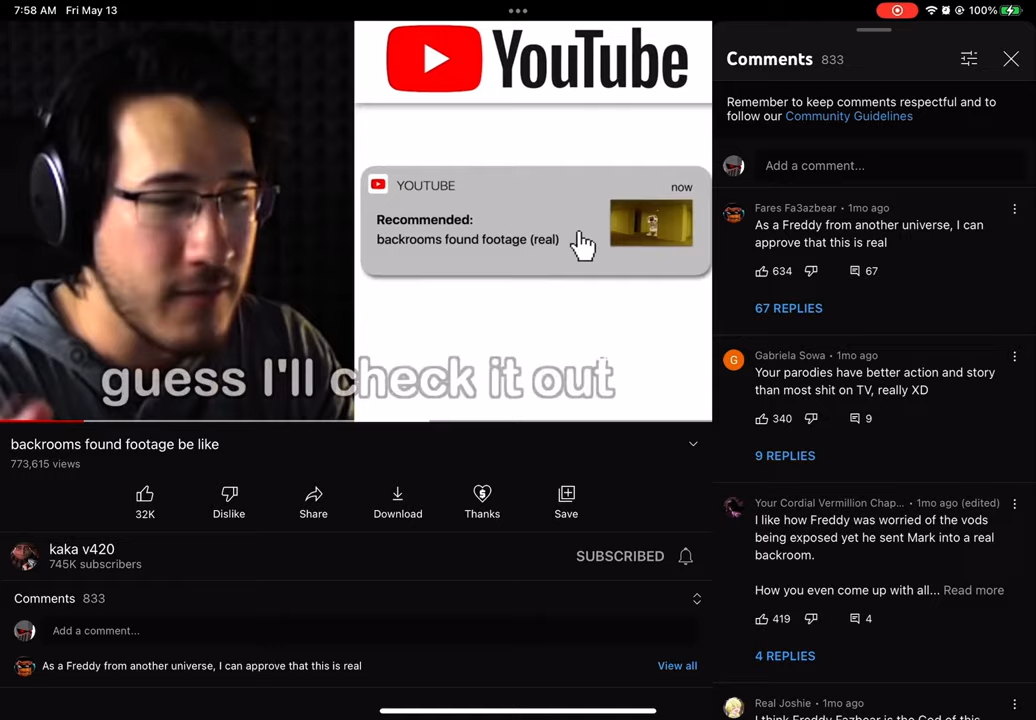 7:58 AM Fri May 13
100%
YouTube
YOUTUBE
now
Recommended:
backrooms found footage (real)
guess I'll check it out
backrooms found footage be like
773,615 views
32K
Dislike
Share
Download
Thanks
Save
kaka v420
745K subscribers
SUBSCRIBED
Comments 833
Add a comment...
As a Freddy from another universe, I can approve that this is real
View all
Comments 833
Remember to keep comments respectful and to
follow our Community Guidelines
Add a comment...
Fares Fa3azbear • 1mo ago
As a Freddy from another universe, I can
approve that this is real
634
67
67 REPLIES
G
Gabriela Sowa • 1mo ago
Your parodies have better action and story
than most shit on TV, really XD
340
9
9 REPLIES
Your Cordial Vermillion Chap... • 1mo ago (edited)
I like how Freddy was worried of the vods
being exposed yet he sent Mark into a real
backroom.
How you even come up with all... Read more
419
4
4 REPLIES
Real Joshie • 1mo ago
I think Freddy Fazbear is the God of this